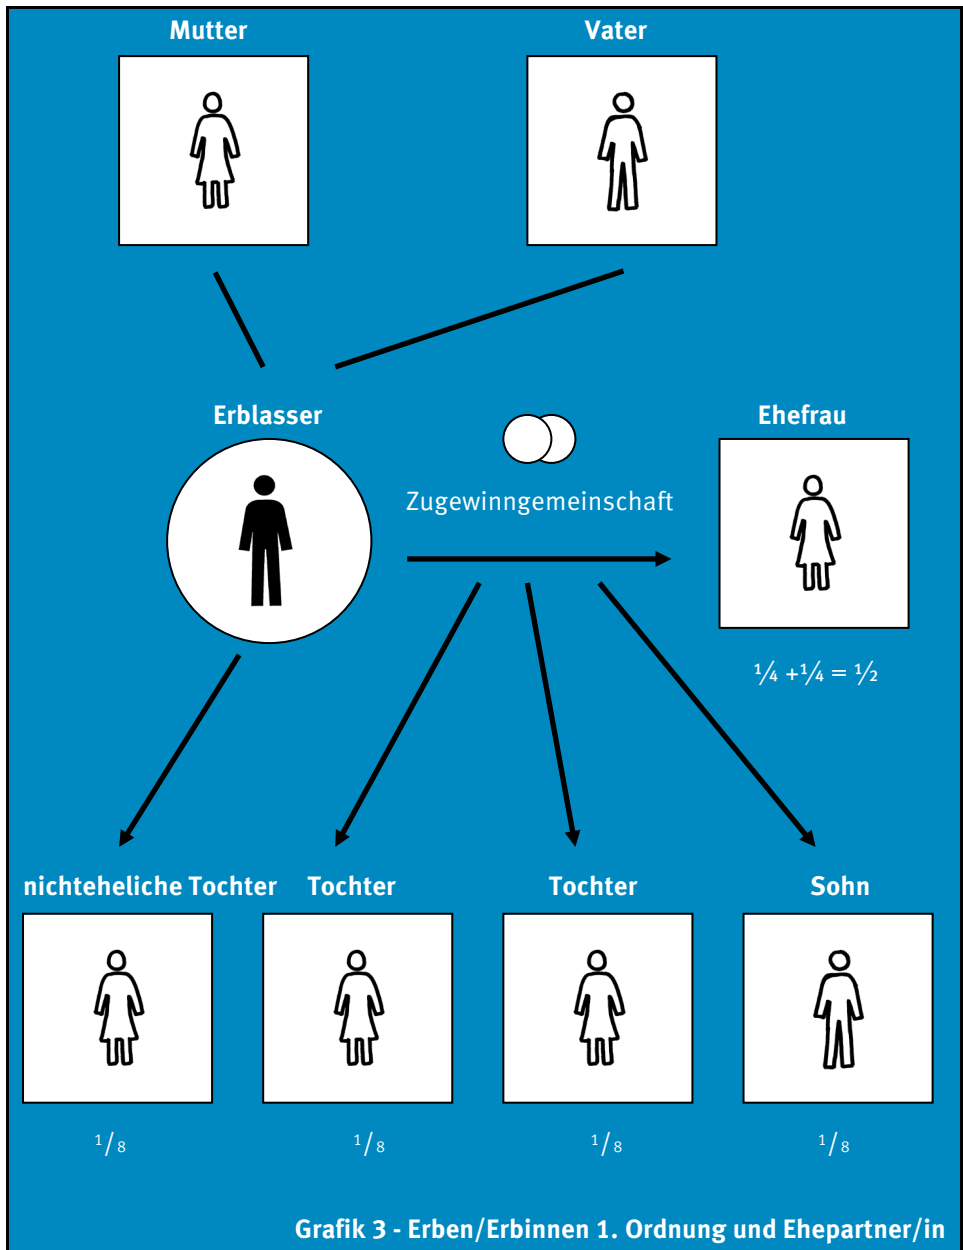 Mutter Vater
Erblasser Ehefrau
Zugewinngemeinschaft
¼ +¼ = ½
nichteheliche Tochter Tochter Tochter Sohn
1/8 1/8 1/8 1/8
Grafik 3 - Erben/Erbinnen 1. Ordnung und Ehepartner/in